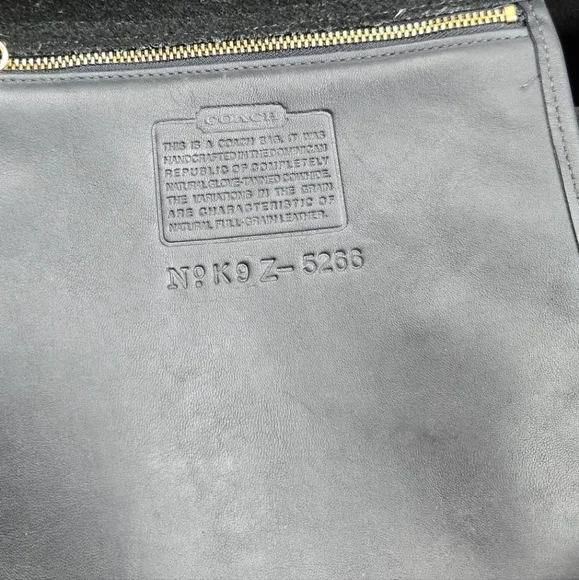 COACH
THIS IS A COACH BAG. IT WAS
HANDCRAFTED IN THE DOMINICAN
REPUBLIC OF COMPLETELY
NATURAL GLOVE-TANNED COWHIDE.
THE VARIATIONS IN THE GRAIN
ARE CHARACTERISTIC OF
NATURAL, FULL-GRAIN LEATHER.
Nº K9Z-5266